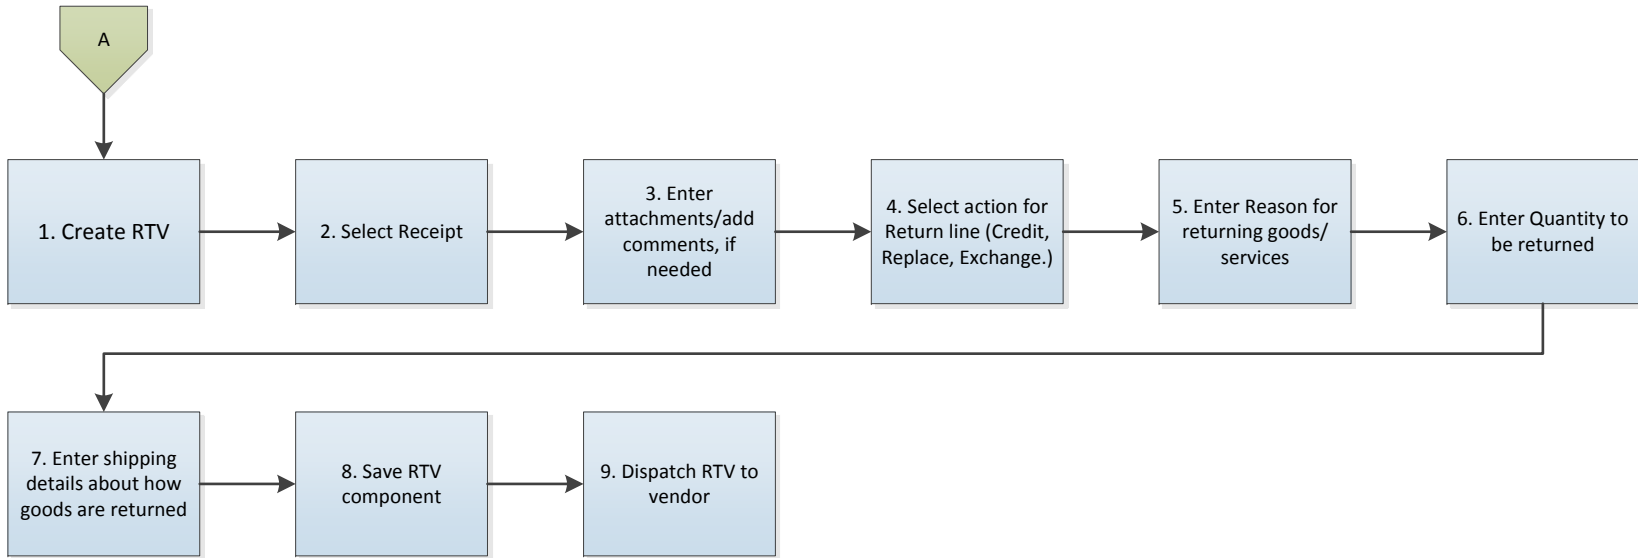 A
1. Create RTV
2. Select Receipt
3. Enter
attachments/add
comments, if
needed
4. Select action for
Return line (Credit,
Replace, Exchange.)
5. Enter Reason for
returning goods/
services
6. Enter Quantity to
be returned
7. Enter shipping
details about how
goods are returned
8. Save RTV
component
9. Dispatch RTV to
vendor